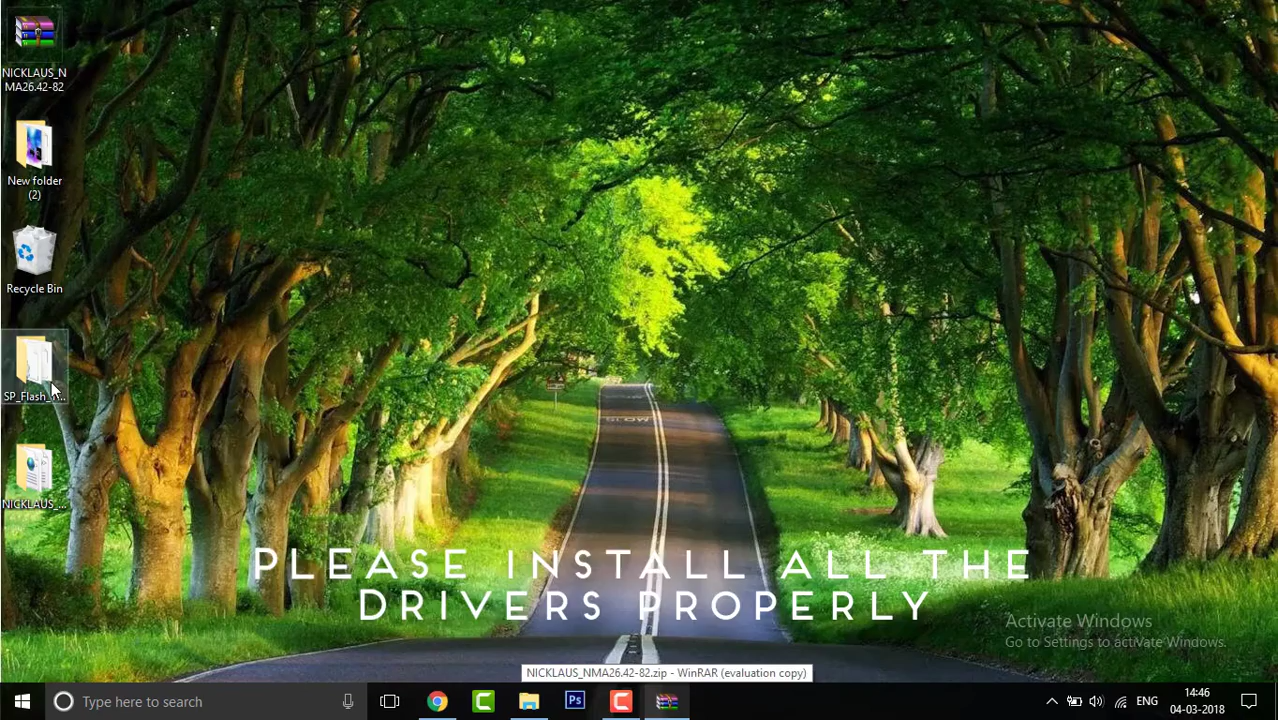 NICKLAUS_N
MA26.42-82
New folder
(2)
Recycle Bin
SP_Flash_...
NICKLAUS_...
SLOW
PLEASE INSTALL ALL THE
DRIVERS PROPERLY
Activate Windows
Go to Settings to activate Windows.
NICKLAUS_NMA26.42-82.zip - WinRAR (evaluation copy)
Type here to search
Ps
ENG
14:46
04-03-2018